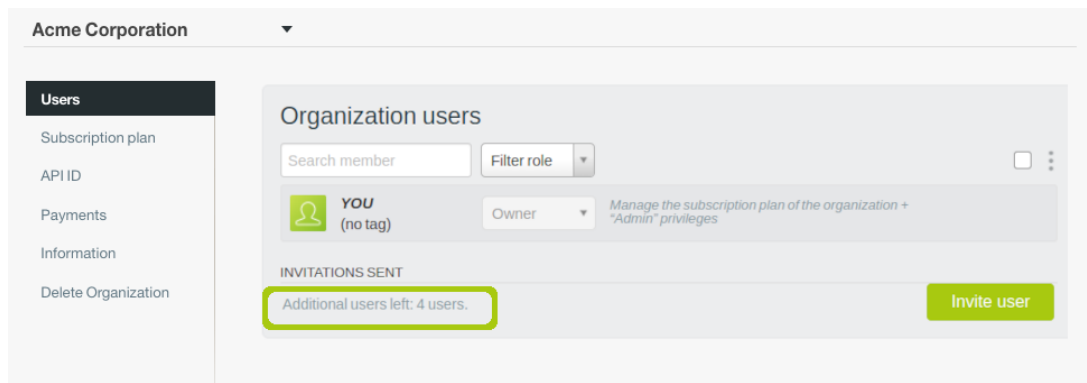 Acme Corporation
Users
Subscription plan
API ID
Payments
Information
Delete Organization
Organization users
Search member
Filter role
YOU
(no tag)
Owner
Manage the subscription plan of the organization +
“Admin” privileges
INVITATIONS SENT
Additional users left: 4 users.
Invite user